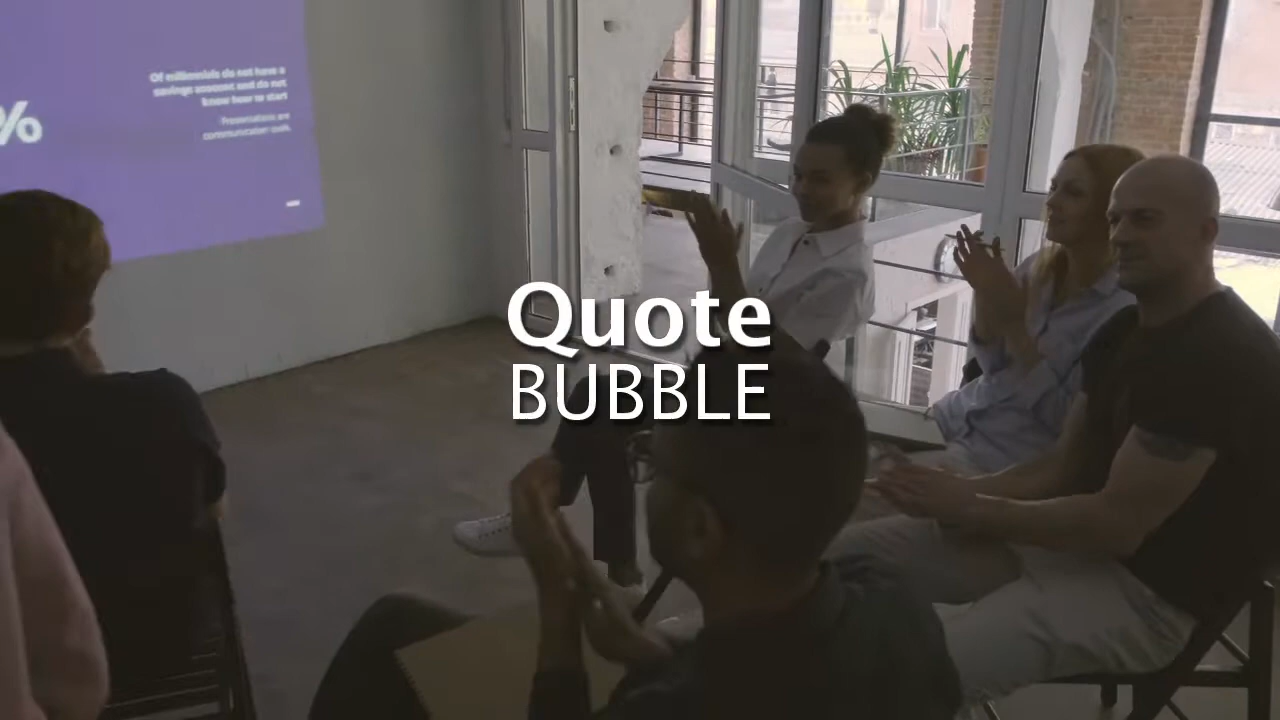 %
Of millennials do not have a
savings account and do not
know how to start
Presentations are
communication tools
Quote
BUBBLE